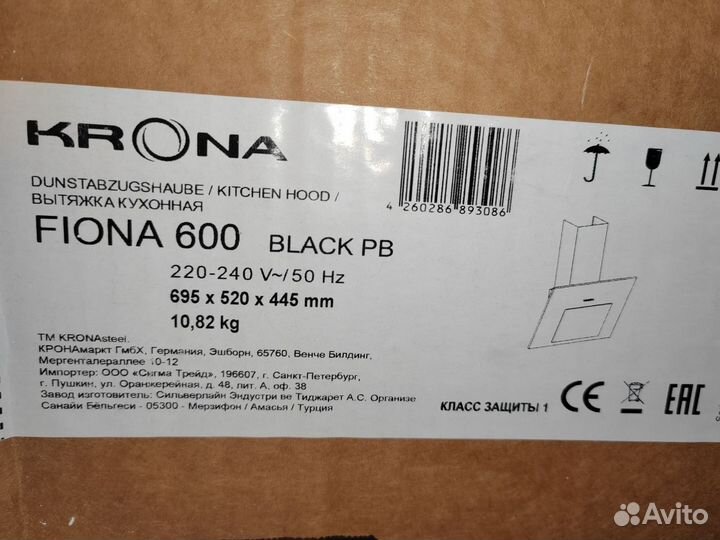 KRONA
DUNSTABZUGSHAUBE / KITCHEN HOOD /
ВЫТЯЖКА КУХОННАЯ
4 260286 893086
FIONA 600 BLACK PB
220-240 V~/50 Hz
695 x 520 x 445 mm
10,82 kg
ТМ KRONAsteel.
КРОНАмаркт ГмбХ, Германия, Эшборн, 65760, Венче Билдинг,
Мергенталераллее 10-12
Импортер: ООО «Сигма Трейд», 196607, г. Санкт-Петербург,
г. Пушкин, ул. Оранжерейная, д. 48, лит. А, оф. 38
Завод изготовитель: Сильверлайн Эндустри ве Тиджарет А.С. Организе
Санайи Бельгеси - 05300 - Мерзифон / Амасья / Турция
КЛАСС ЗАЩИТЫ 1
CE
EAC
Avito